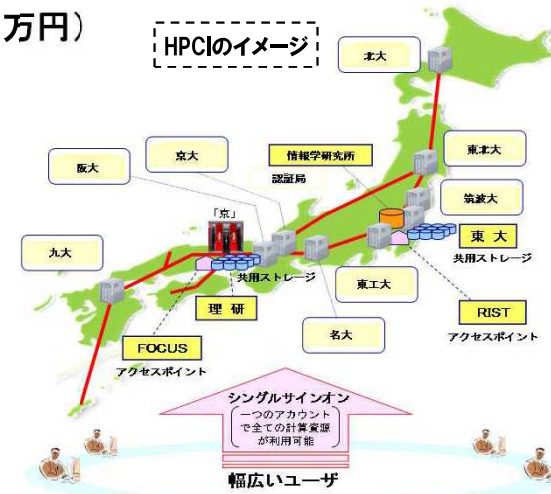 万円)
HPCIのイメージ
北大
東北大
筑波大
情報学研究所
認証局
京大
阪大
「京」
九大
東 大
共用ストレージ
共用ストレージ
東工大
RIST
アクセスポイント
理 研
名大
FOCUS
アクセスポイント
シングルサインオン
一つのアカウント
で全ての計算資源
が利用可能
幅広いユーザ